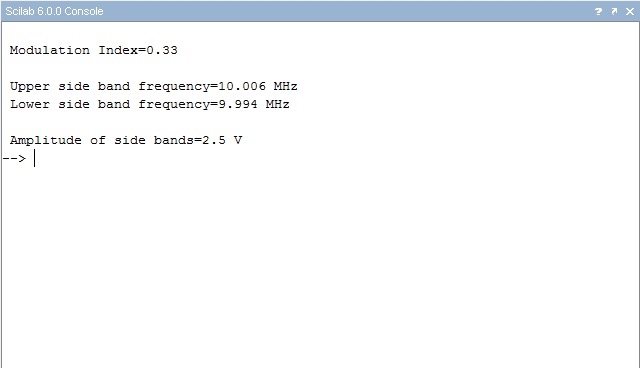 Scilab 6.0.0 Console
Modulation Index=0.33
Upper side band frequency=10.006 MHz
Lower side band frequency=9.994 MHz
Amplitude of side bands=2.5 V
-->